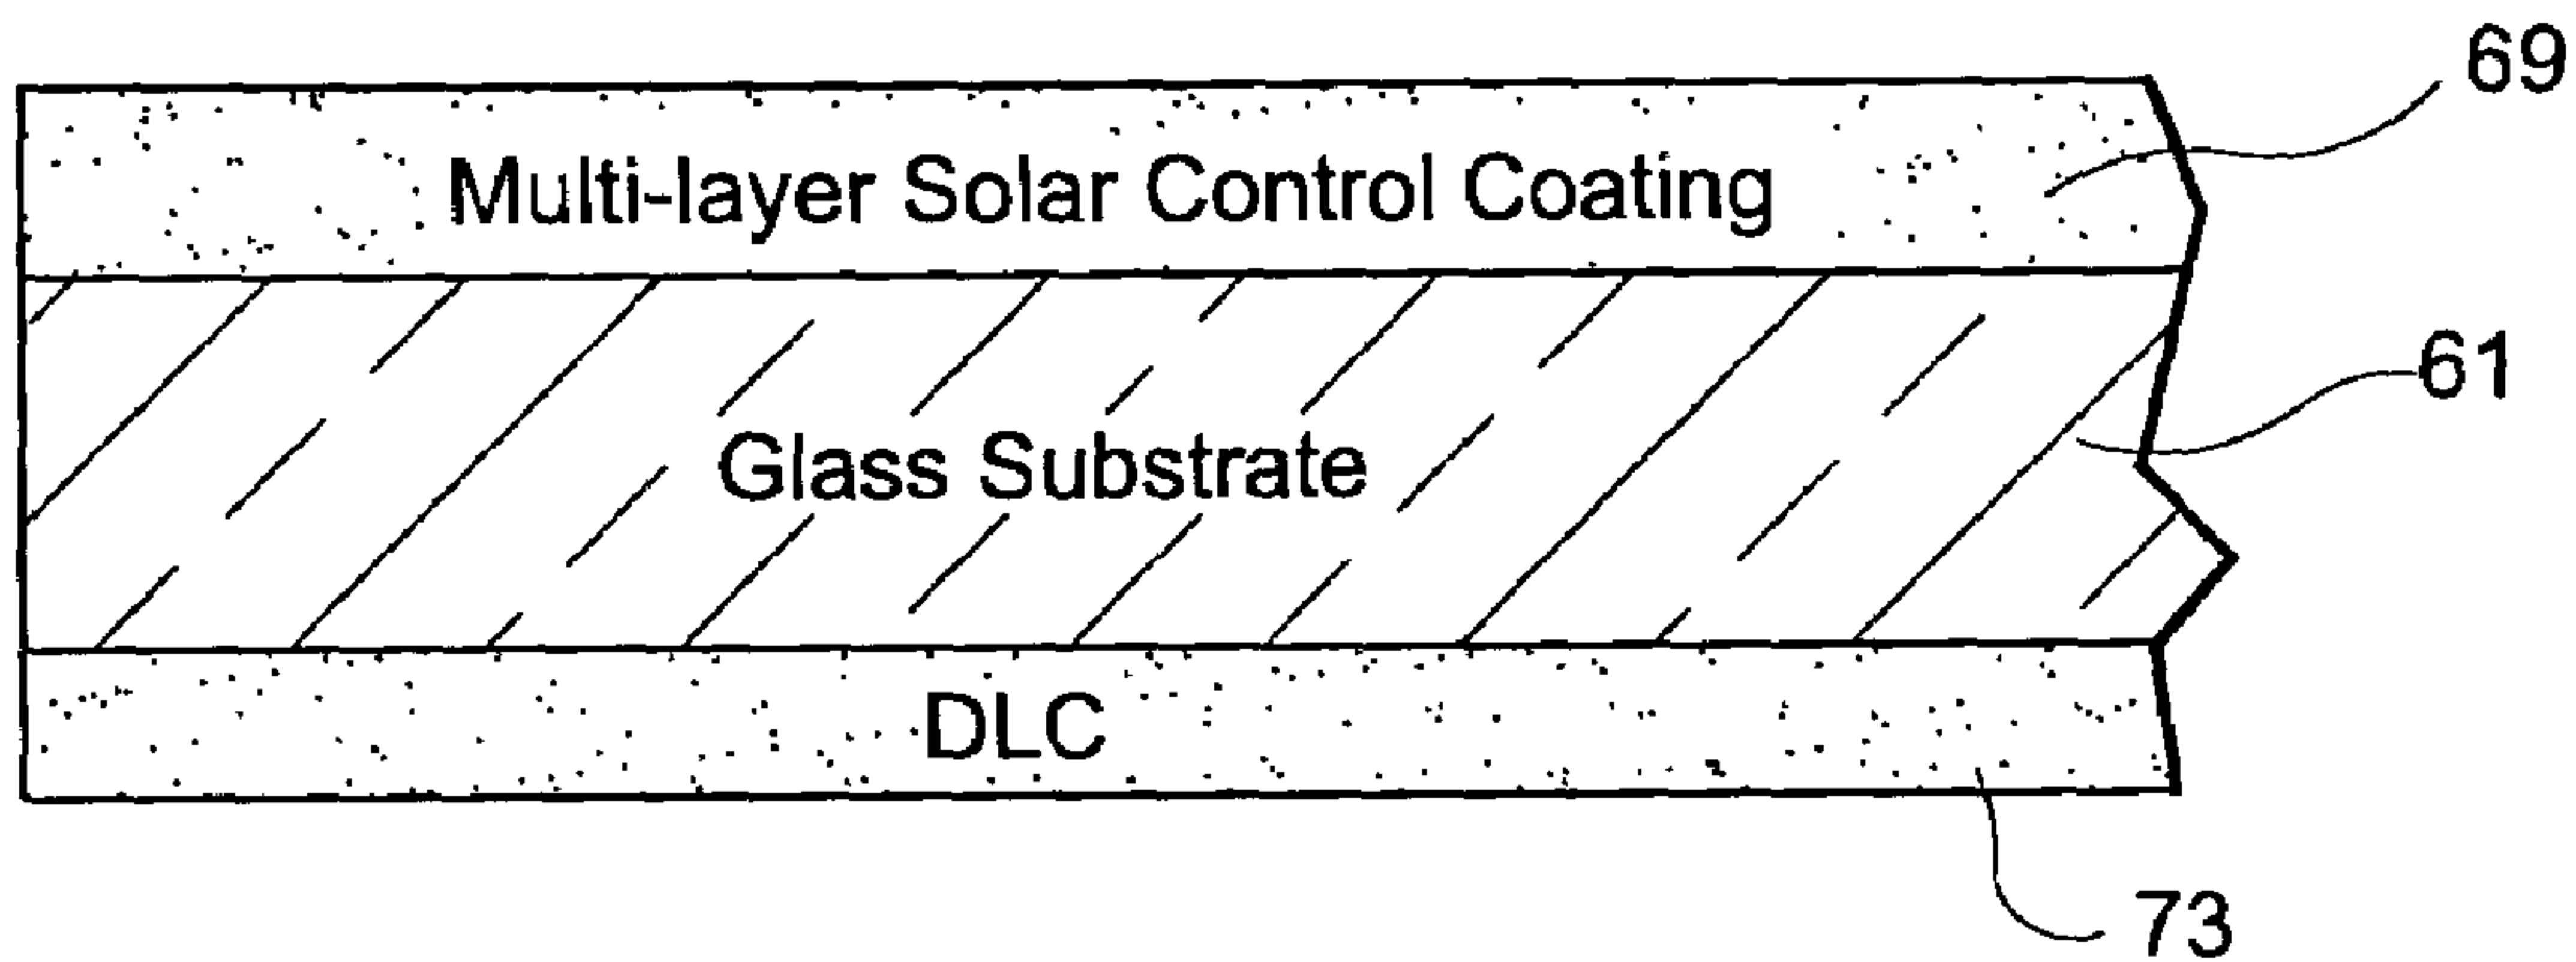 69
Multi-layer Solar Control Coating
61
Glass Substrate
DLC
73